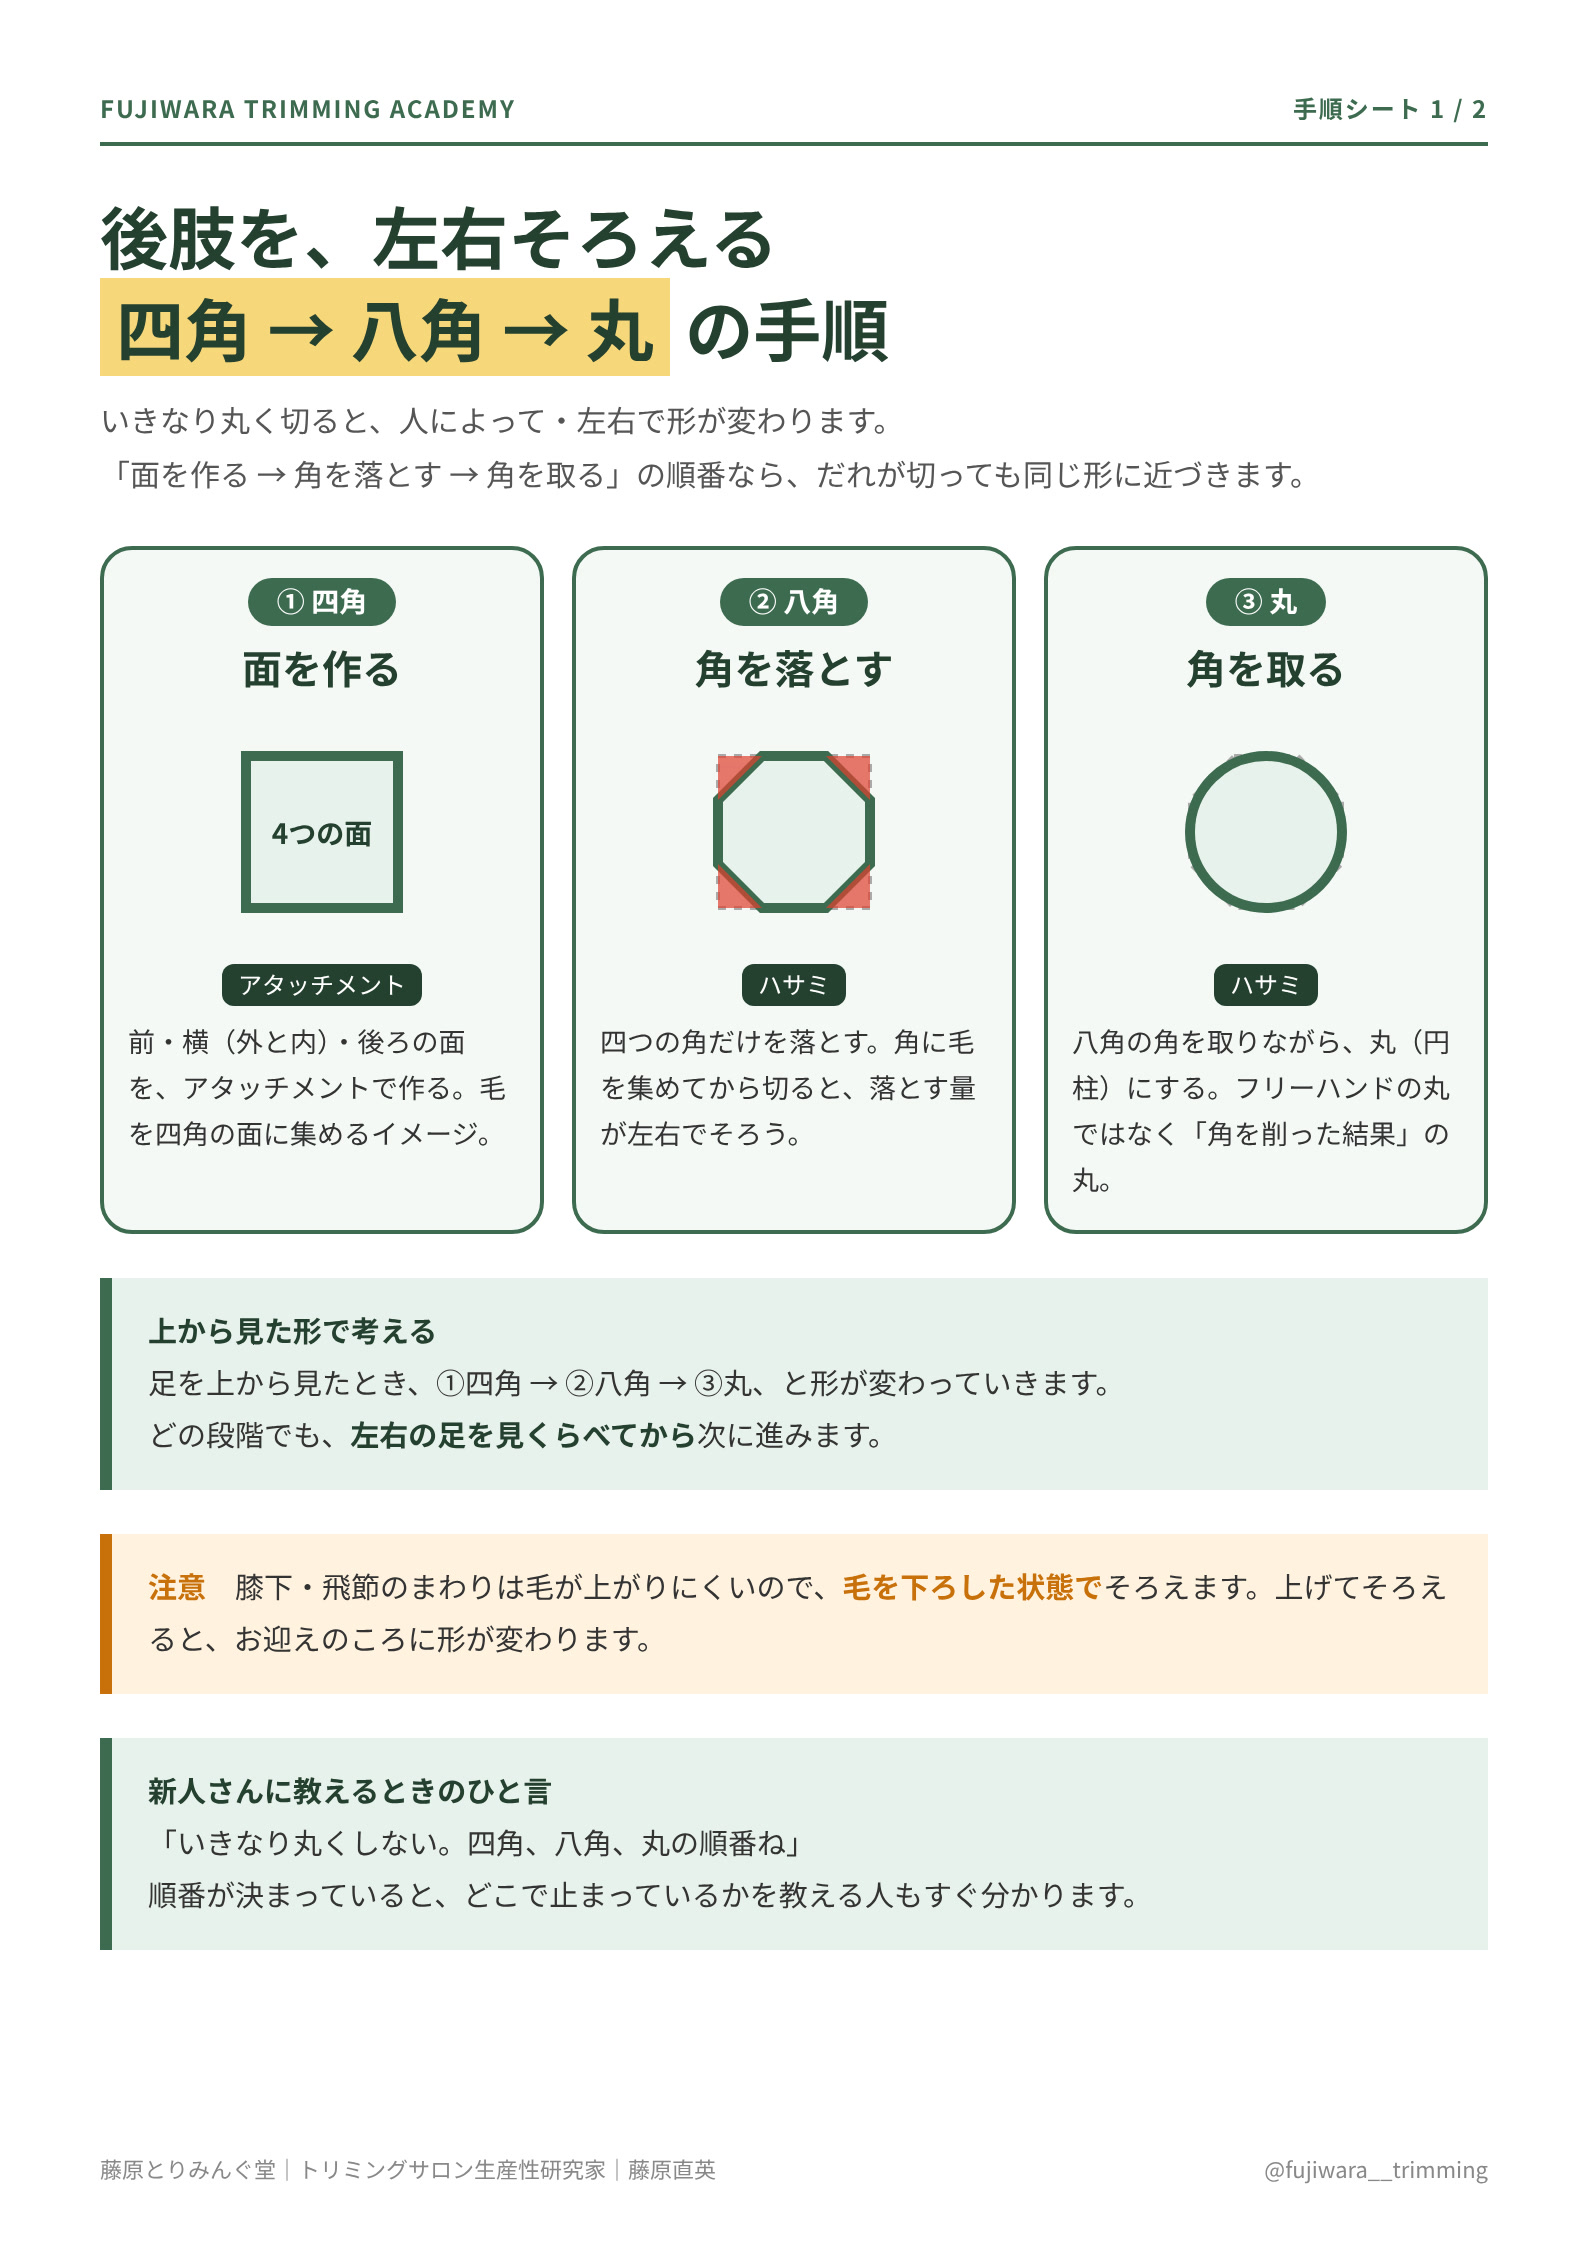 FUJIWARA TRIMMING ACADEMY
手順シート 1 / 2
後肢を、左右そろえる
四角 → 八角 → 丸 の手順
いきなり丸く切ると、人によって・左右で形が変わります。
「面を作る → 角を落とす → 角を取る」の順番なら、だれが切っても同じ形に近づきます。
① 四角
面を作る
4つの面
アタッチメント
前・横（外と内）・後ろの面
を、アタッチメントで作る。毛
を四角の面に集めるイメージ。
② 八角
角を落とす
ハサミ
四つの角だけを落とす。角に毛
を集めてから切ると、落とす量
が左右でそろう。
③ 丸
角を取る
ハサミ
八角の角を取りながら、丸（円
柱）にする。フリーハンドの丸
ではなく「角を削った結果」の
丸。
上から見た形で考える
足を上から見たとき、①四角 → ②八角 → ③丸、と形が変わっていきます。
どの段階でも、左右の足を見くらべてから次に進みます。
注意　膝下・飛節のまわりは毛が上がりにくいので、毛を下ろした状態でそろえます。上げてそろえ
ると、お迎えのころに形が変わります。
新人さんに教えるときのひと言
「いきなり丸くしない。四角、八角、丸の順番ね」
順番が決まっていると、どこで止まっているかを教える人もすぐ分かります。
藤原とりみんぐ堂｜トリミングサロン生産性研究家｜藤原直英
@fujiwara__trimming